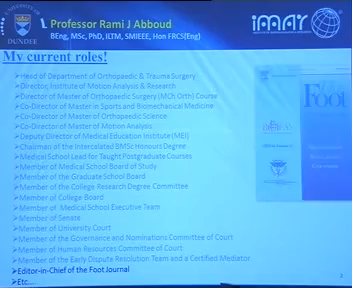 UNIVERSITY OF
DUNDEE
Professor Rami J Abboud
BEng, MSc, PhD, ILTM, SMIEEE, Hon FRCS(Eng)
imar
My current roles!
➢Head of Department of Orthopaedic & Trauma Surgery
➢Director, Institute of Motion Analysis & Research
➢Director of Master of Orthopaedic Surgery (MCh Orth) Course
➢Co-Director of Master in Sports and Biomechanical Medicine
➢Co-Director of Master of Orthopaedic Science
➢Co-Director of Master of Motion Analysis
➢Deputy Director of Medical Education Institute (MEI)
➢Chairman of the Intercalated BMSc Honours Degree
➢Medical School Lead for Taught Postgraduate Courses
➢Member of Medical School Board of Study
➢Member of the Graduate School Board
➢Member of the College Research Degree Committee
➢Member of College Board
➢Member of Medical School Executive Team
➢Member of Senate
➢Member of University Court
➢Member of the Governance and Nominations Committee of Court
➢Member of Human Resources Committee of Court
➢Member of the Early Dispute Resolution Team and a Certified Mediator
➢Editor-in-Chief of the Foot Journal
➢Etc...
Foot